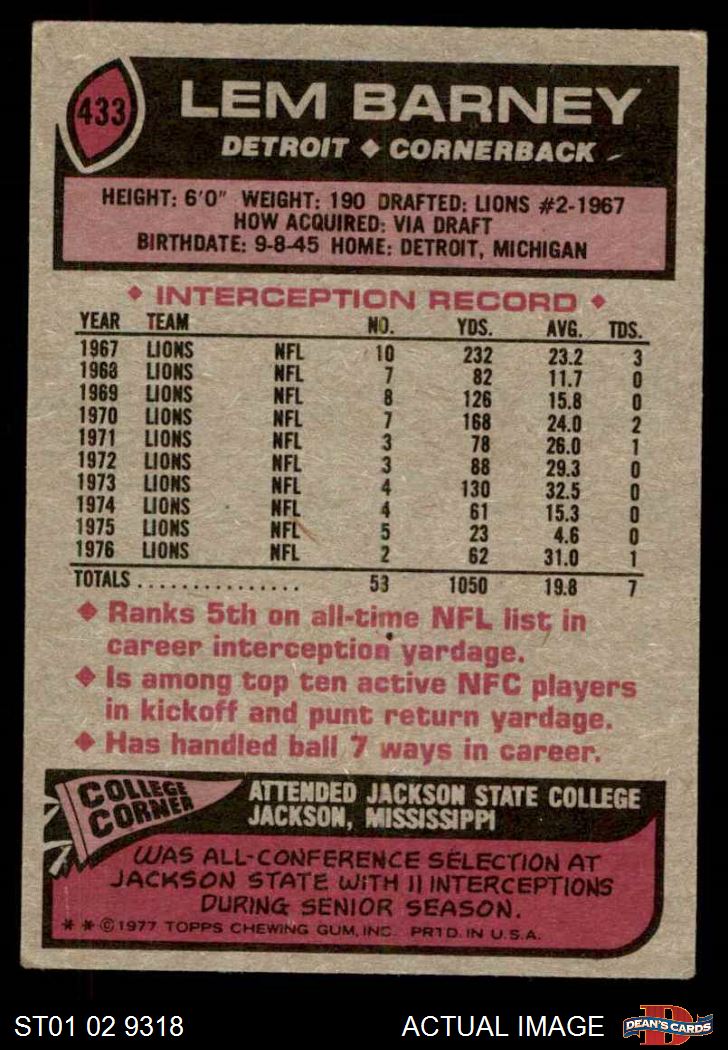 433 LEM BARNEY
DETROIT ◆ CORNERBACK
HEIGHT: 6'0" WEIGHT: 190 DRAFTED: LIONS #2-1967
HOW ACQUIRED: VIA DRAFT
BIRTHDATE: 9-8-45 HOME: DETROIT, MICHIGAN
◆ INTERCEPTION RECORD ◆
YEAR TEAM NO. YDS. AVG. TDS.
1967 LIONS NFL 10 232 23.2 3
1968 LIONS NFL 7 82 11.7 0
1969 LIONS NFL 8 126 15.8 0
1970 LIONS NFL 7 168 24.0 2
1971 LIONS NFL 3 78 26.0 1
1972 LIONS NFL 3 88 29.3 0
1973 LIONS NFL 4 130 32.5 0
1974 LIONS NFL 4 61 15.3 0
1975 LIONS NFL 5 23 4.6 0
1976 LIONS NFL 2 62 31.0 1
TOTALS ............... 53 1050 19.8 7
◆ Ranks 5th on all-time NFL list in
career interception yardage.
◆ Is among top ten active NFC players
in kickoff and punt return yardage.
◆ Has handled ball 7 ways in career.
COLLEGE
CORNER
ATTENDED JACKSON STATE COLLEGE
JACKSON, MISSISSIPPI
WAS ALL-CONFERENCE SELECTION AT
JACKSON STATE WITH 11 INTERCEPTIONS
DURING SENIOR SEASON.
* * © 1977 TOPPS CHEWING GUM, INC. PRTD. IN U.S.A.
ST01 02 9318 ACTUAL IMAGE D DEAN'S CARDS